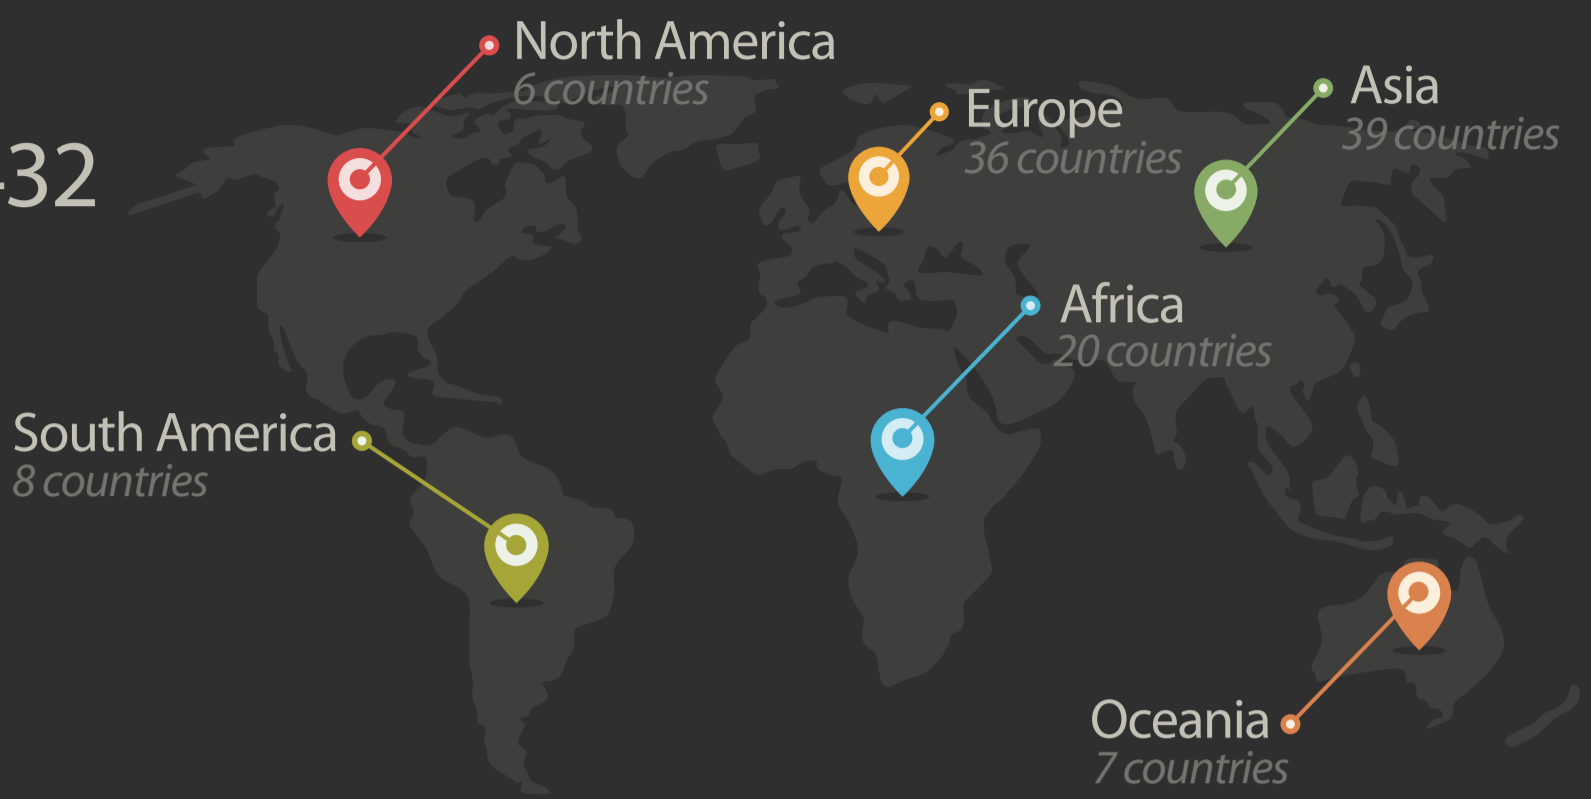 North America
6 countries
Asia
39 countries
Europe
36 countries
32
Africa
20 countries
South America
8 countries
Oceania
7 countries